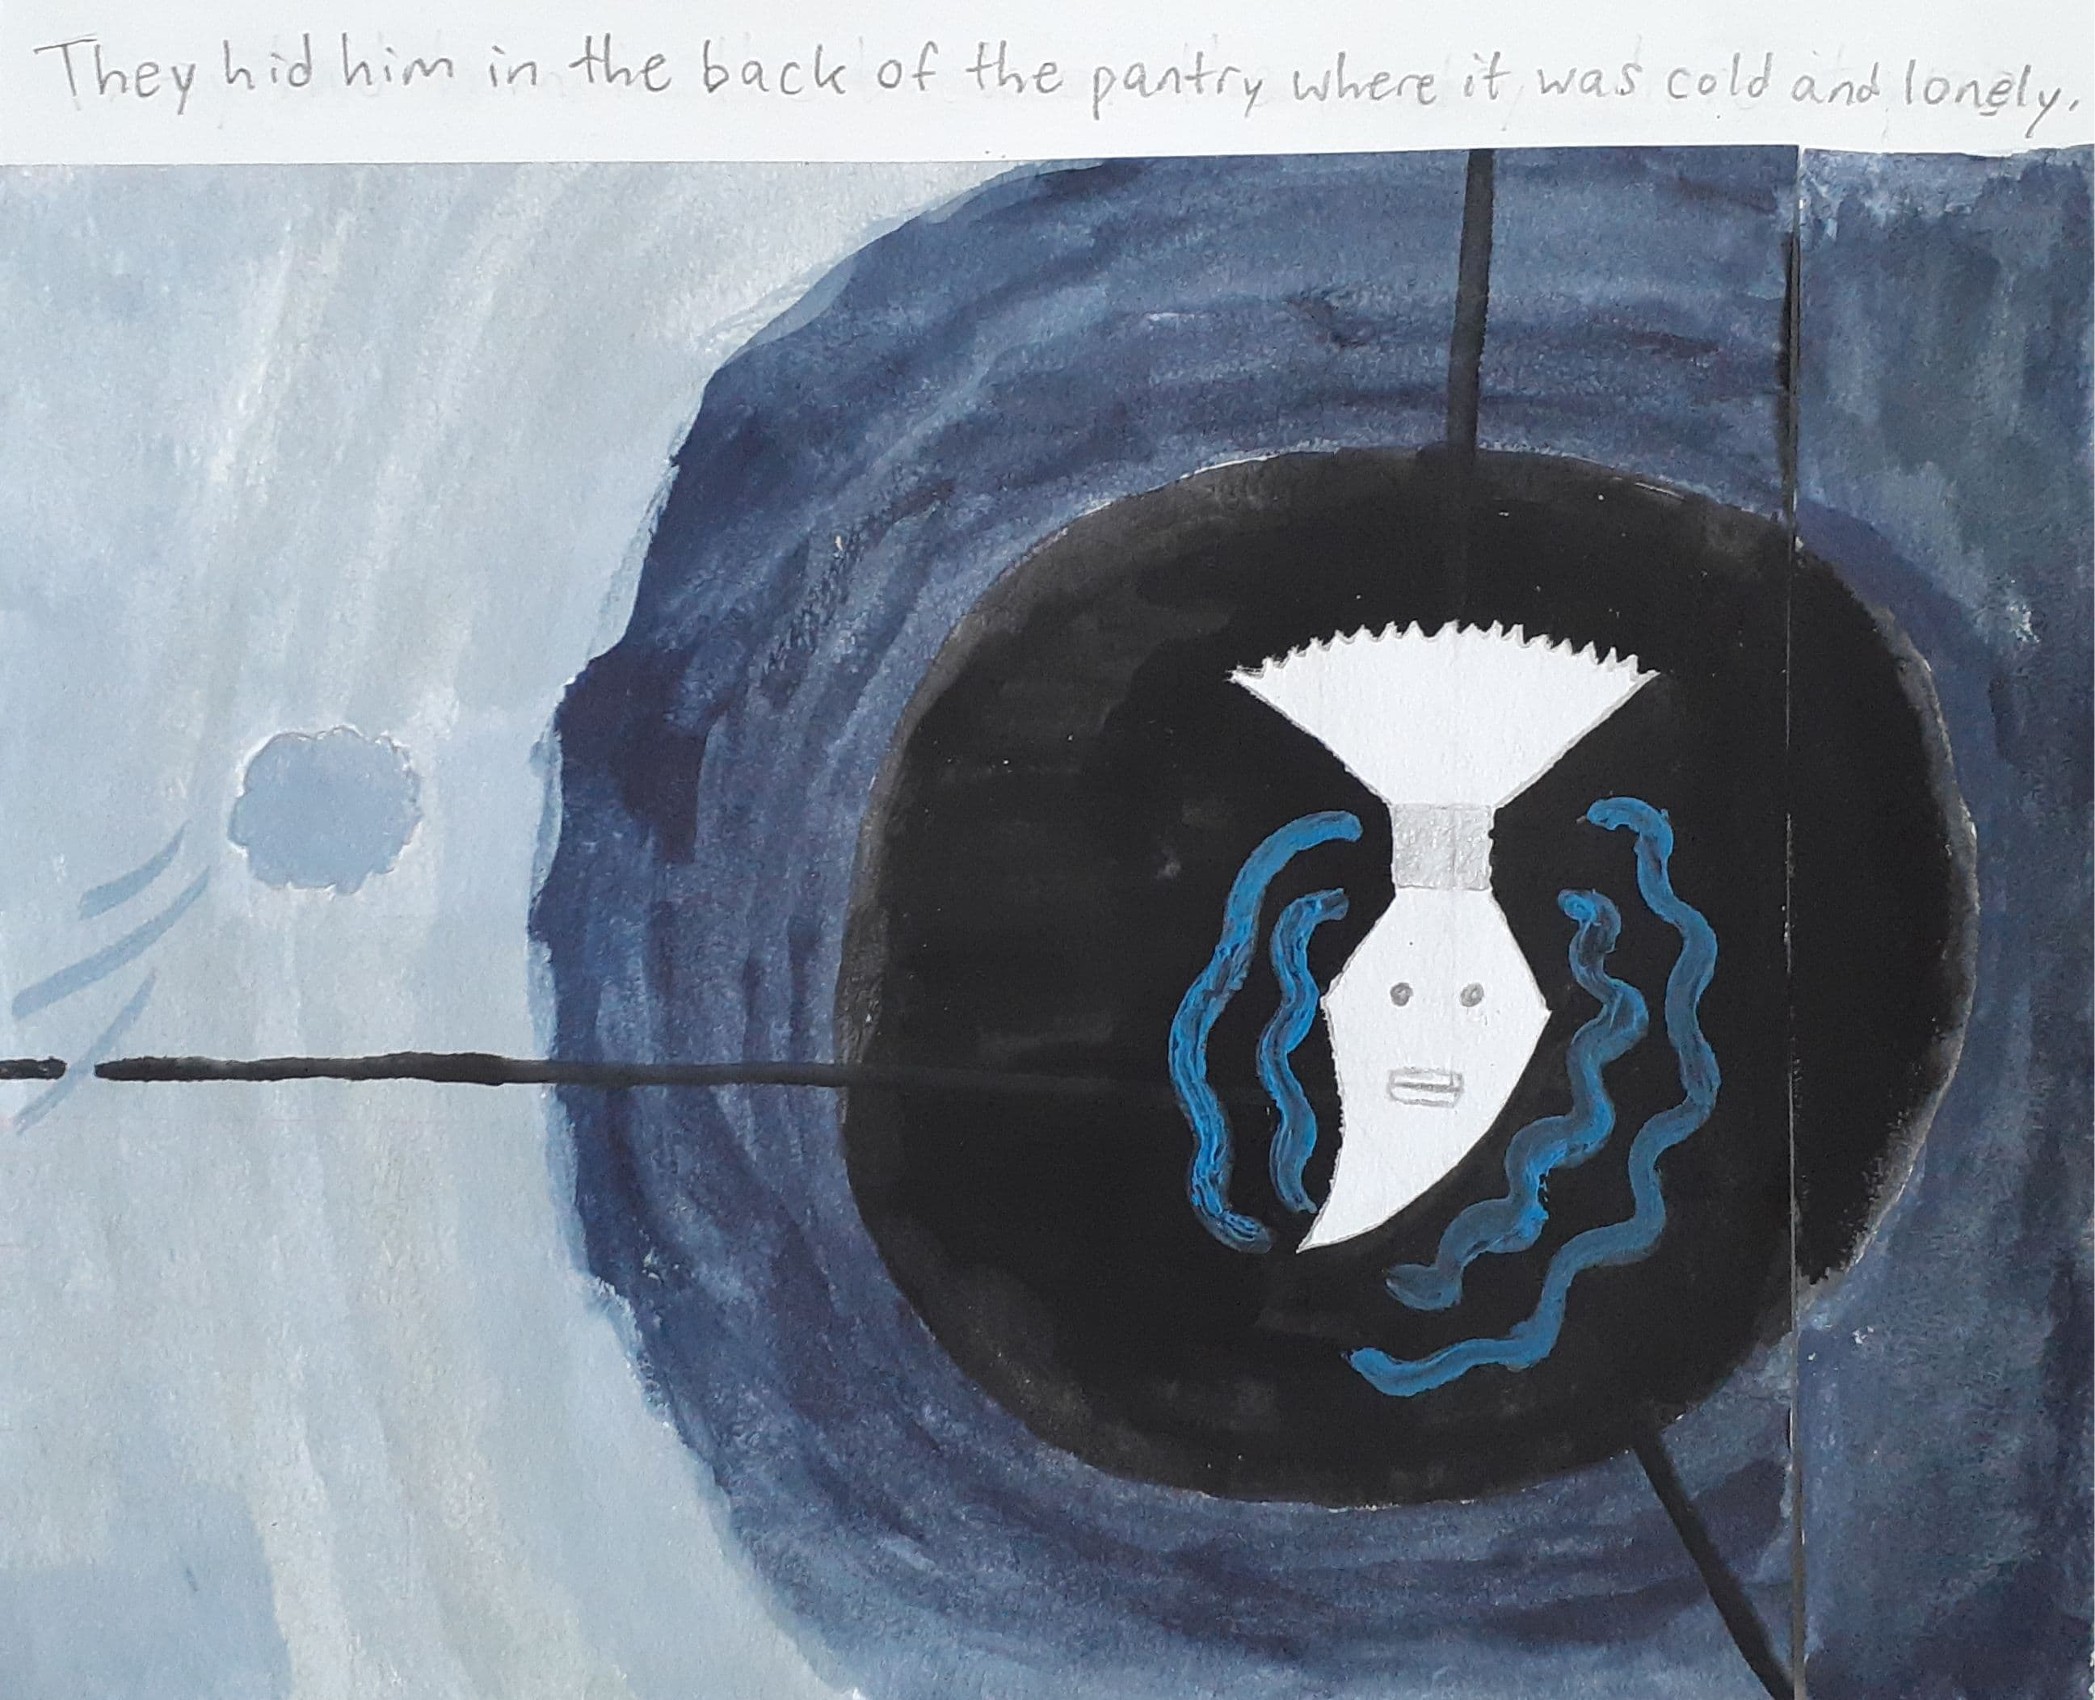 They hid him in the back of the pantry where it was cold and lonely.